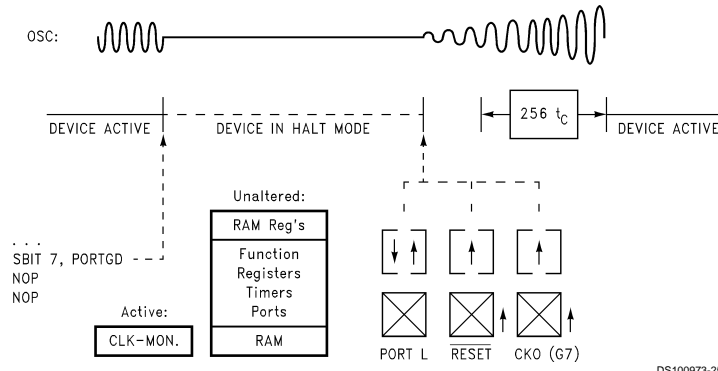 OSC:
DEVICE ACTIVE
DEVICE IN HALT MODE
256 tC
DEVICE ACTIVE
. . .
SBIT 7, PORTGD
NOP
NOP
Active:
CLK-MON.
Unaltered:
RAM Reg's
Function
Registers
Timers
Ports
RAM
PORT L
RESET
CKO (G7)